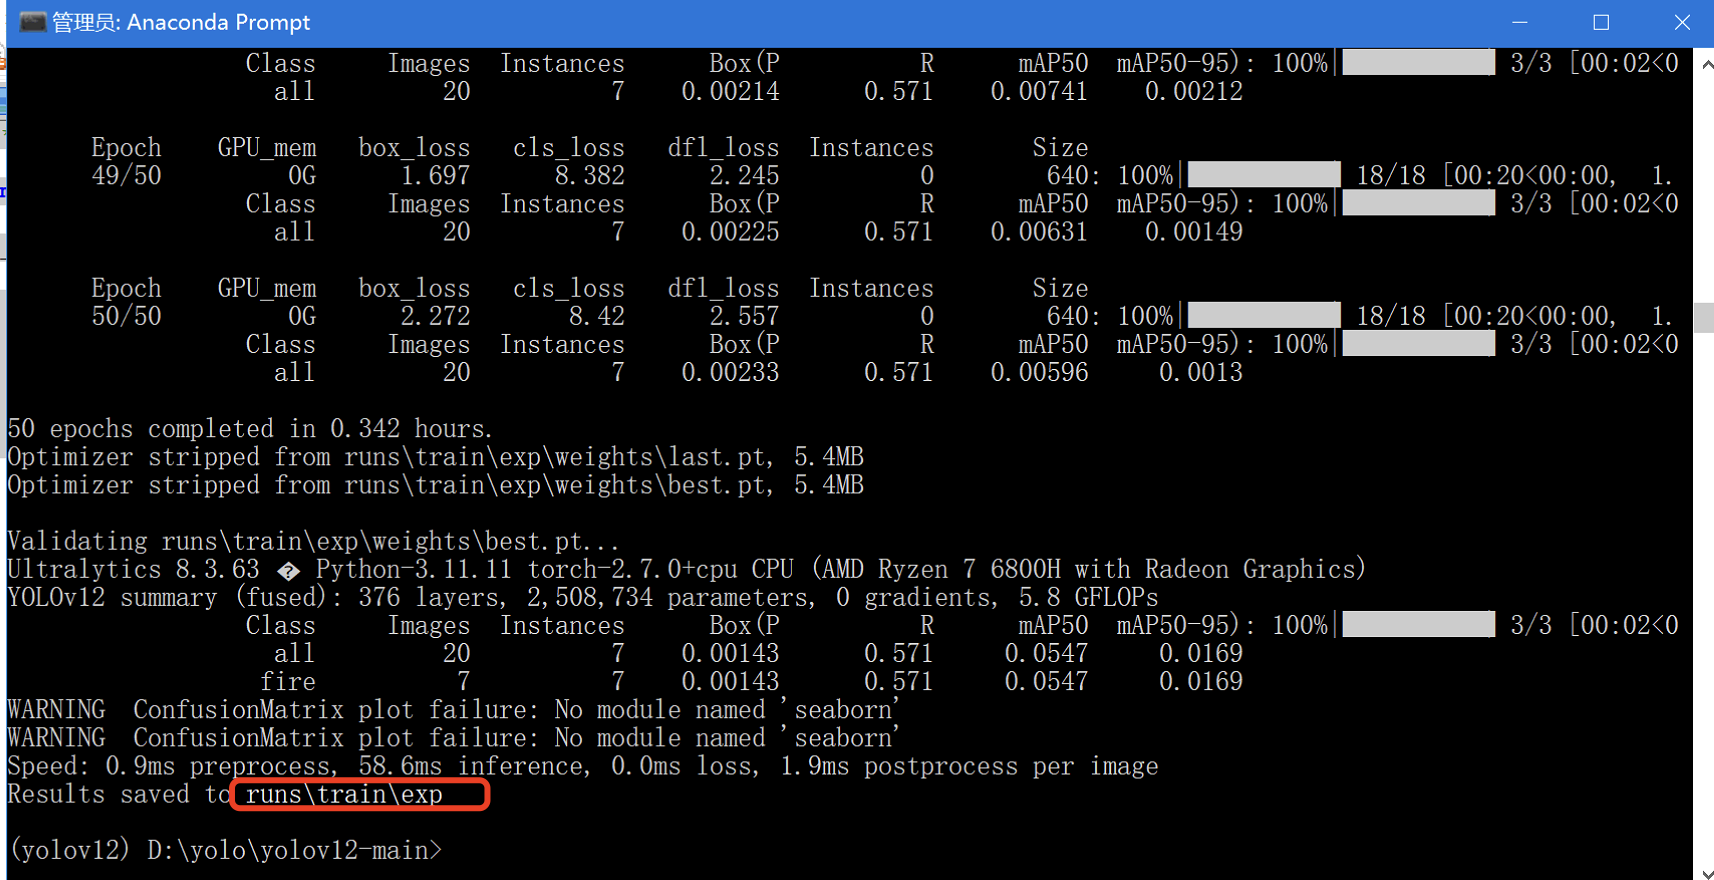 管理员: Anaconda Prompt
Class Images Instances Box(P R mAP50 mAP50-95): 100%| 3/3 [00:02<0
all 20 7 0.00214 0.571 0.00741 0.00212
Epoch GPU_mem box_loss cls_loss dfl_loss Instances Size
49/50 0G 1.697 8.382 2.245 0 640: 100%| 18/18 [00:20<00:00, 1.
Class Images Instances Box(P R mAP50 mAP50-95): 100%| 3/3 [00:02<0
all 20 7 0.00225 0.571 0.00631 0.00149
Epoch GPU_mem box_loss cls_loss dfl_loss Instances Size
50/50 0G 2.272 8.42 2.557 0 640: 100%| 18/18 [00:20<00:00, 1.
Class Images Instances Box(P R mAP50 mAP50-95): 100%| 3/3 [00:02<0
all 20 7 0.00233 0.571 0.00596 0.0013
50 epochs completed in 0.342 hours.
Optimizer stripped from runs\train\exp\weights\last.pt, 5.4MB
Optimizer stripped from runs\train\exp\weights\best.pt, 5.4MB
Validating runs\train\exp\weights\best.pt...
Ultralytics 8.3.63 � Python-3.11.11 torch-2.7.0+cpu CPU (AMD Ryzen 7 6800H with Radeon Graphics)
YOLOv12 summary (fused): 376 layers, 2,508,734 parameters, 0 gradients, 5.8 GFLOPs
Class Images Instances Box(P R mAP50 mAP50-95): 100%| 3/3 [00:02<0
all 20 7 0.00143 0.571 0.0547 0.0169
fire 7 7 0.00143 0.571 0.0547 0.0169
WARNING ConfusionMatrix plot failure: No module named 'seaborn'
WARNING ConfusionMatrix plot failure: No module named 'seaborn'
Speed: 0.9ms preprocess, 58.6ms inference, 0.0ms loss, 1.9ms postprocess per image
Results saved to runs\train\exp
(yolov12) D:\yolo\yolov12-main>